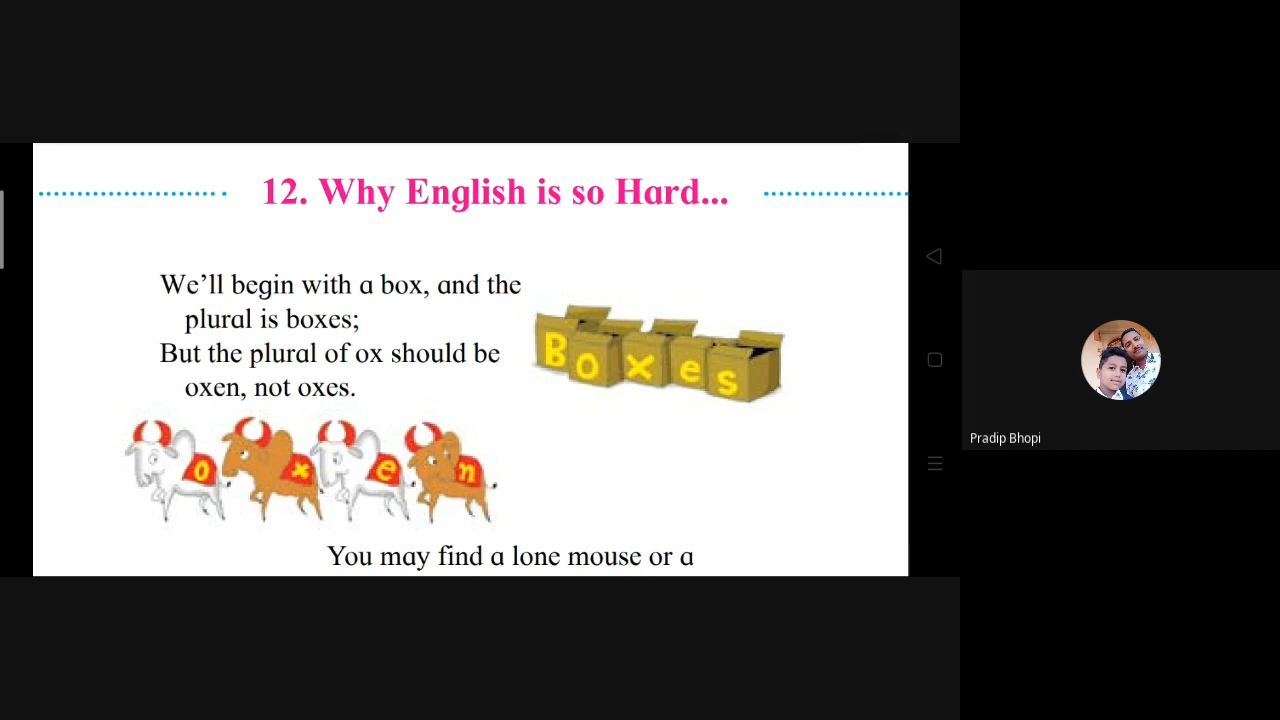 12. Why English is so Hard...
We'll begin with a box, and the
plural is boxes;
But the plural of ox should be
oxen, not oxes.
Boxes
oxen
You may find a lone mouse or a
Pradip Bhopi